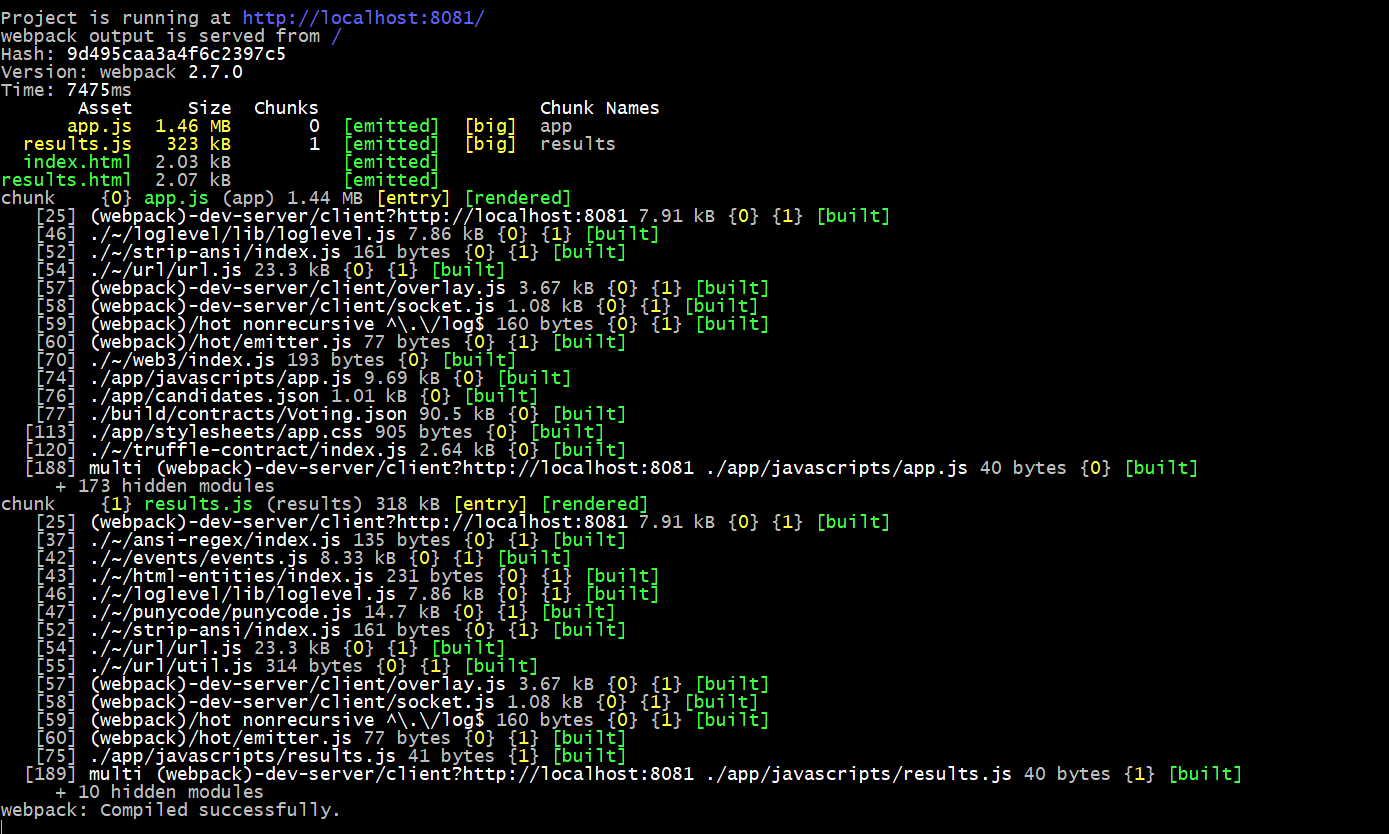 Project is running at http://localhost:8081/
webpack output is served from /
Hash: 9d495caa3a4f6c2397c5
Version: webpack 2.7.0
Time: 7475ms
Asset Size Chunks Chunk Names
app.js 1.46 MB 0 [emitted] [big] app
results.js 323 kB 1 [emitted] [big] results
index.html 2.03 kB [emitted]
results.html 2.07 kB [emitted]
chunk {0} app.js (app) 1.44 MB [entry] [rendered]
[25] (webpack)-dev-server/client?http://localhost:8081 7.91 kB {0} {1} [built]
[46] ./~/loglevel/lib/loglevel.js 7.86 kB {0} {1} [built]
[52] ./~/strip-ansi/index.js 161 bytes {0} {1} [built]
[54] ./~/url/url.js 23.3 kB {0} {1} [built]
[57] (webpack)-dev-server/client/overlay.js 3.67 kB {0} {1} [built]
[58] (webpack)-dev-server/client/socket.js 1.08 kB {0} {1} [built]
[59] (webpack)/hot nonrecursive ^\.\/log$ 160 bytes {0} {1} [built]
[60] (webpack)/hot/emitter.js 77 bytes {0} {1} [built]
[70] ./~/web3/index.js 193 bytes {0} [built]
[74] ./app/javascripts/app.js 9.69 kB {0} [built]
[76] ./app/candidates.json 1.01 kB {0} [built]
[77] ./build/contracts/Voting.json 90.5 kB {0} [built]
[113] ./app/stylesheets/app.css 905 bytes {0} [built]
[120] ./~/truffle-contract/index.js 2.64 kB {0} [built]
[188] multi (webpack)-dev-server/client?http://localhost:8081 ./app/javascripts/app.js 40 bytes {0} [built]
+ 173 hidden modules
chunk {1} results.js (results) 318 kB [entry] [rendered]
[25] (webpack)-dev-server/client?http://localhost:8081 7.91 kB {0} {1} [built]
[37] ./~/ansi-regex/index.js 135 bytes {0} {1} [built]
[42] ./~/events/events.js 8.33 kB {0} {1} [built]
[43] ./~/html-entities/index.js 231 bytes {0} {1} [built]
[46] ./~/loglevel/lib/loglevel.js 7.86 kB {0} {1} [built]
[47] ./~/punycode/punycode.js 14.7 kB {0} {1} [built]
[52] ./~/strip-ansi/index.js 161 bytes {0} {1} [built]
[54] ./~/url/url.js 23.3 kB {0} {1} [built]
[55] ./~/url/util.js 314 bytes {0} {1} [built]
[57] (webpack)-dev-server/client/overlay.js 3.67 kB {0} {1} [built]
[58] (webpack)-dev-server/client/socket.js 1.08 kB {0} {1} [built]
[59] (webpack)/hot nonrecursive ^\.\/log$ 160 bytes {0} {1} [built]
[60] (webpack)/hot/emitter.js 77 bytes {0} {1} [built]
[75] ./app/javascripts/results.js 41 bytes {1} [built]
[189] multi (webpack)-dev-server/client?http://localhost:8081 ./app/javascripts/results.js 40 bytes {1} [built]
+ 10 hidden modules
webpack: Compiled successfully.